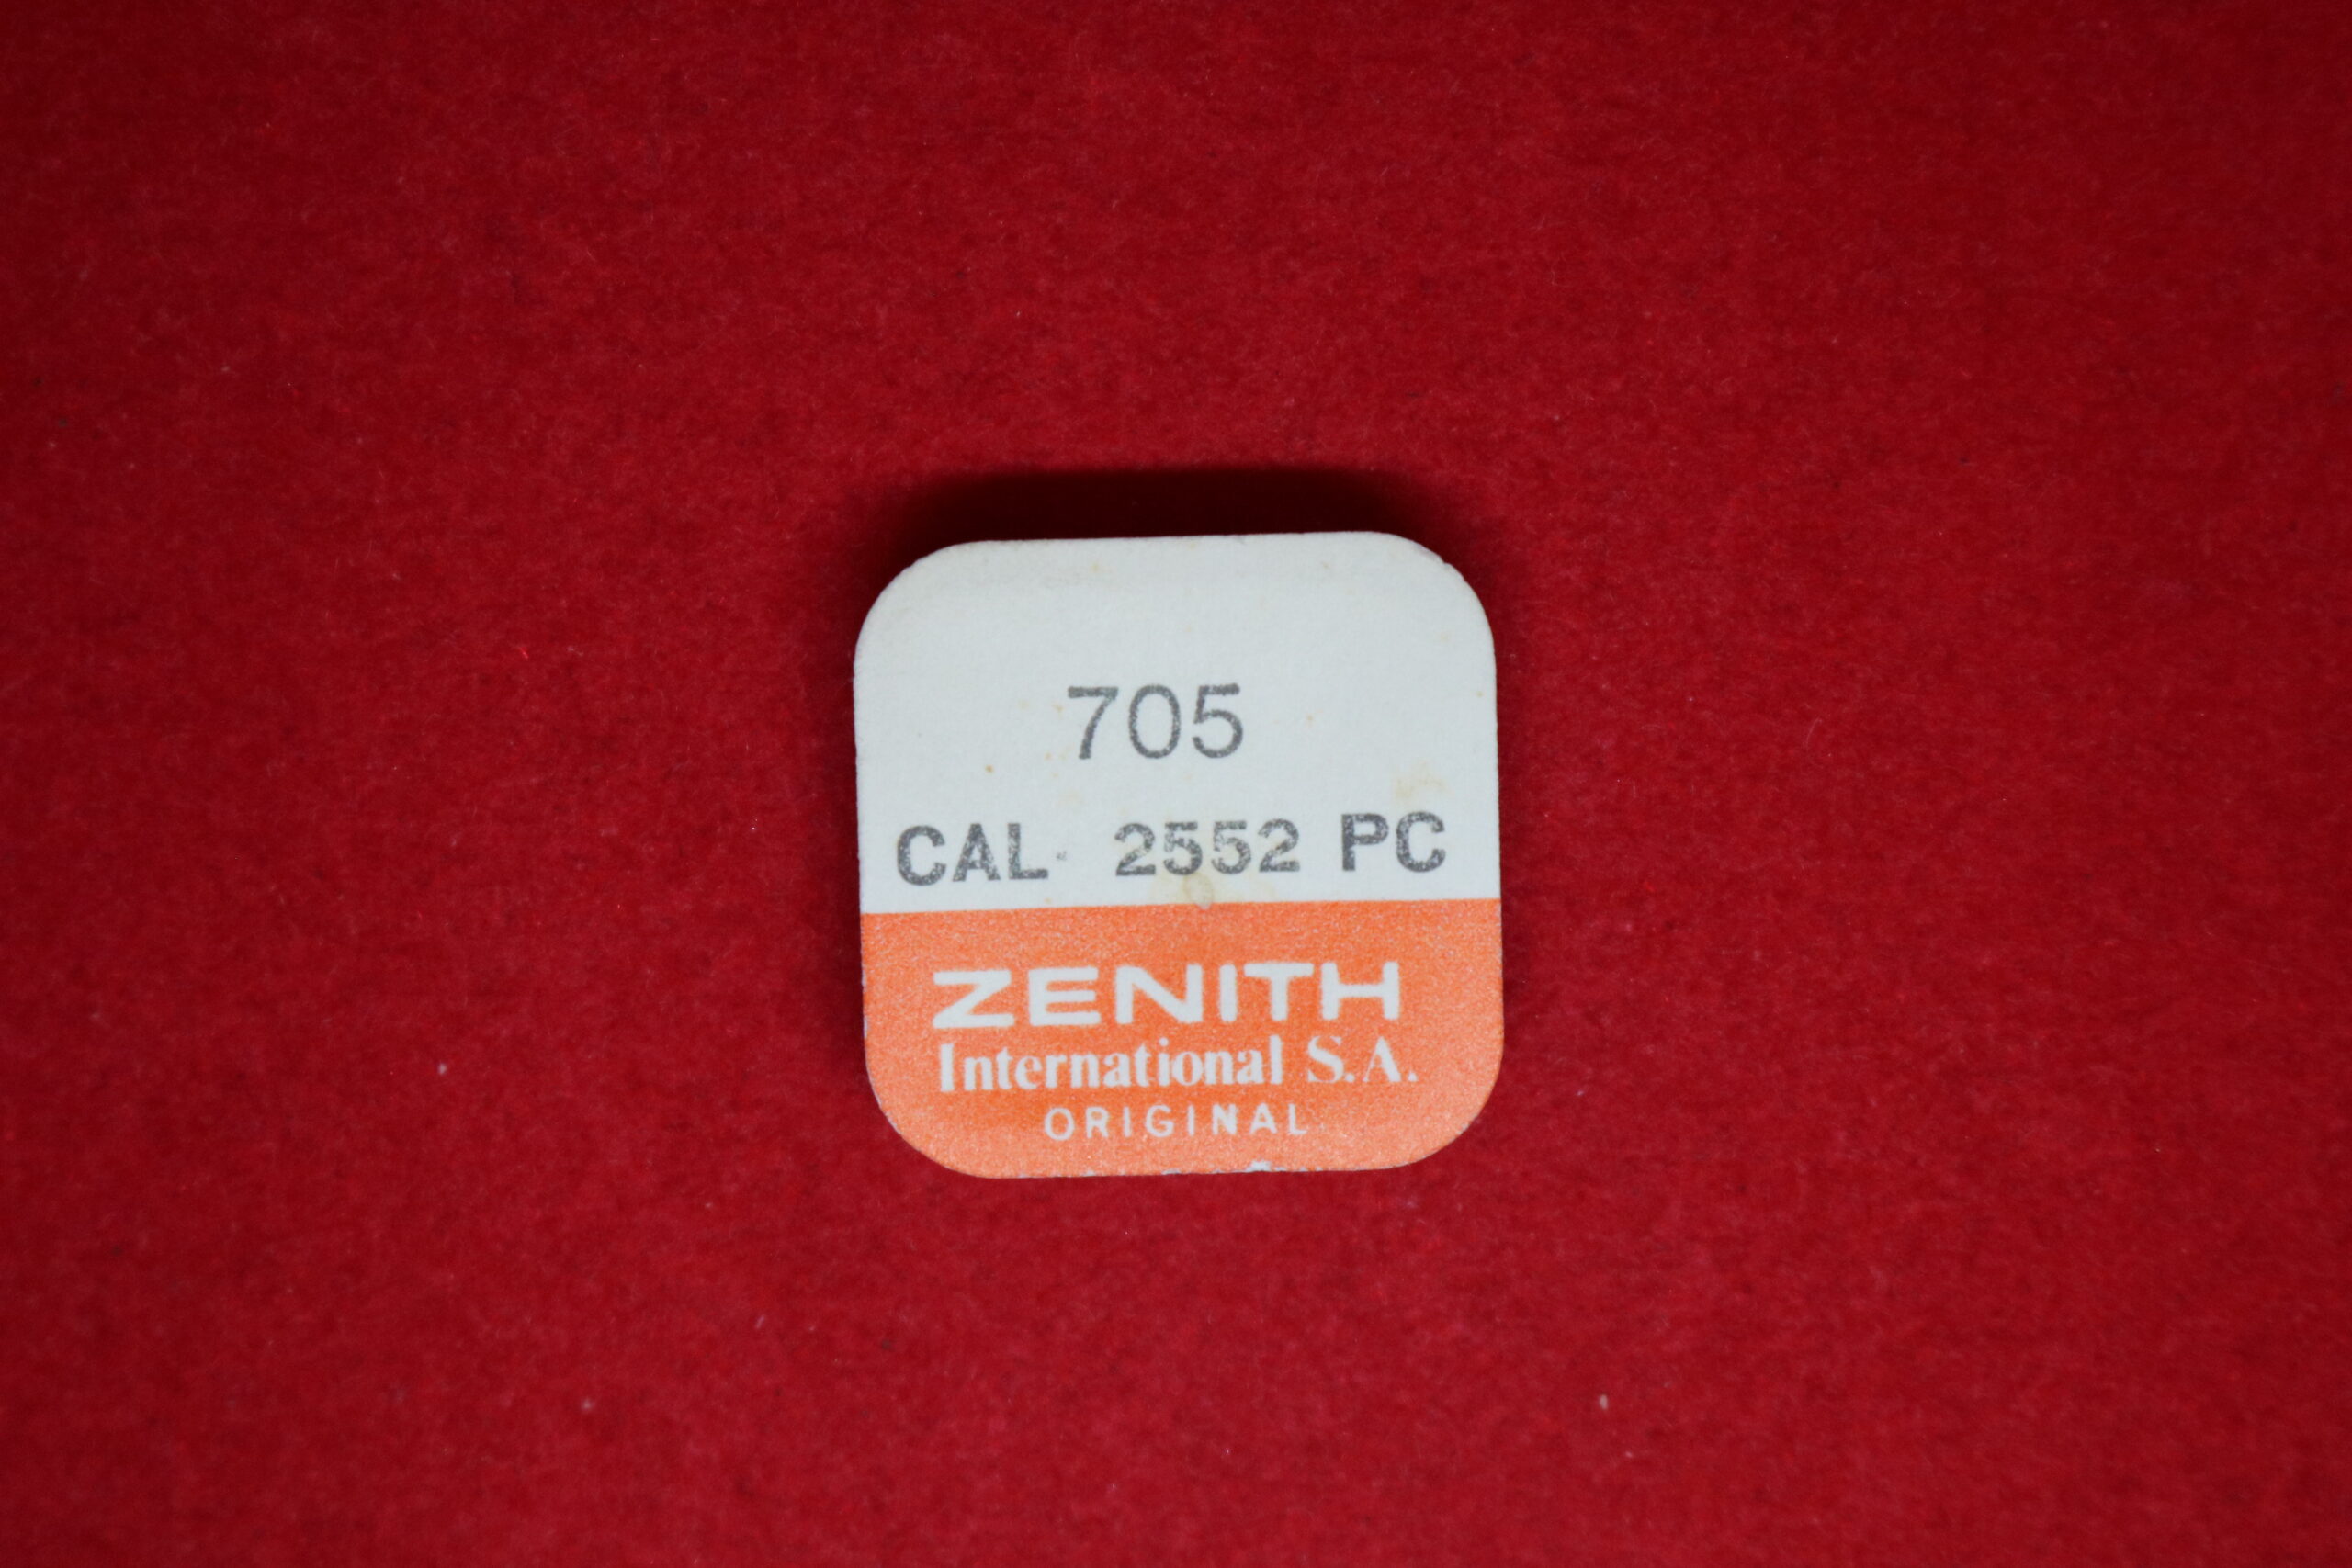 705
CAL. 2552 PC
ZENITH
International S.A.
ORIGINAL